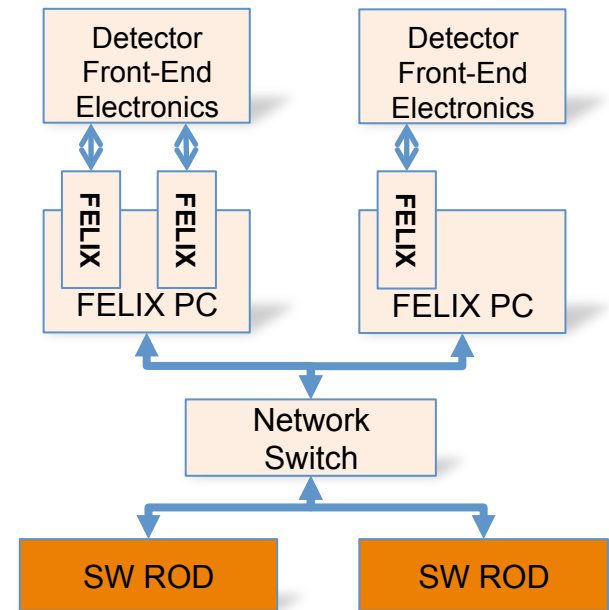 Detector
Front-End
Electronics
Detector
Front-End
Electronics
FELIX
FELIX
FELIX
FELIX PC
FELIX PC
Network
Switch
SW ROD
SW ROD